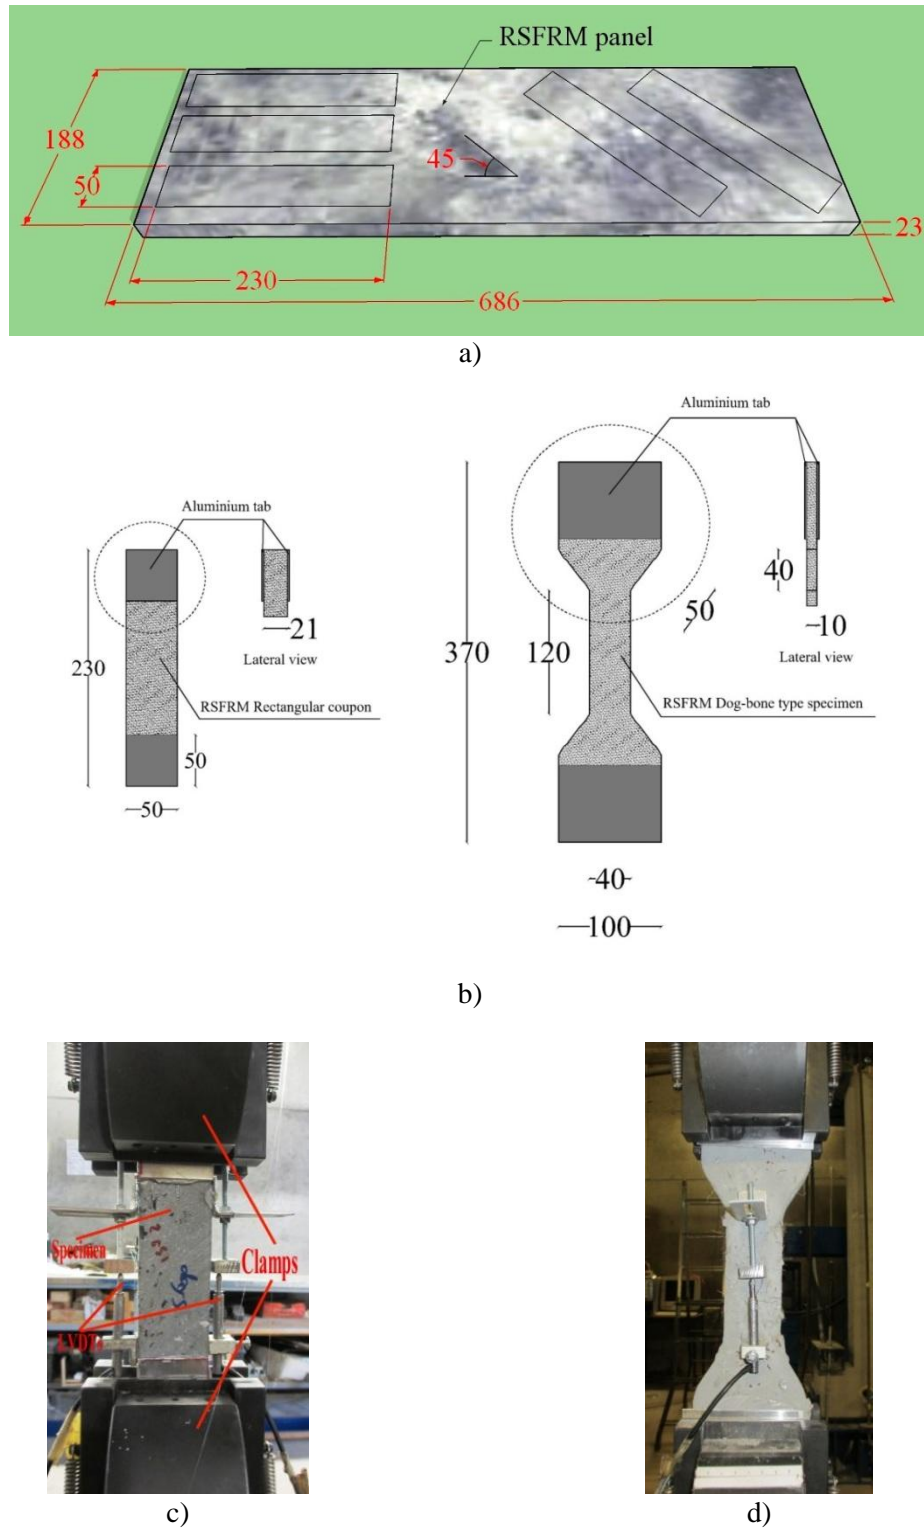 RSFRM panel
188
50
45
23
230
686
a)
Aluminium tab
Aluminium tab
40
21
50
10
230
370
120
Lateral view
Lateral view
RSFRM Rectangular coupon
RSFRM Dog-bone type specimen
50
50
40
100
b)
Specimen
Clamps
LVDTs
c)
d)